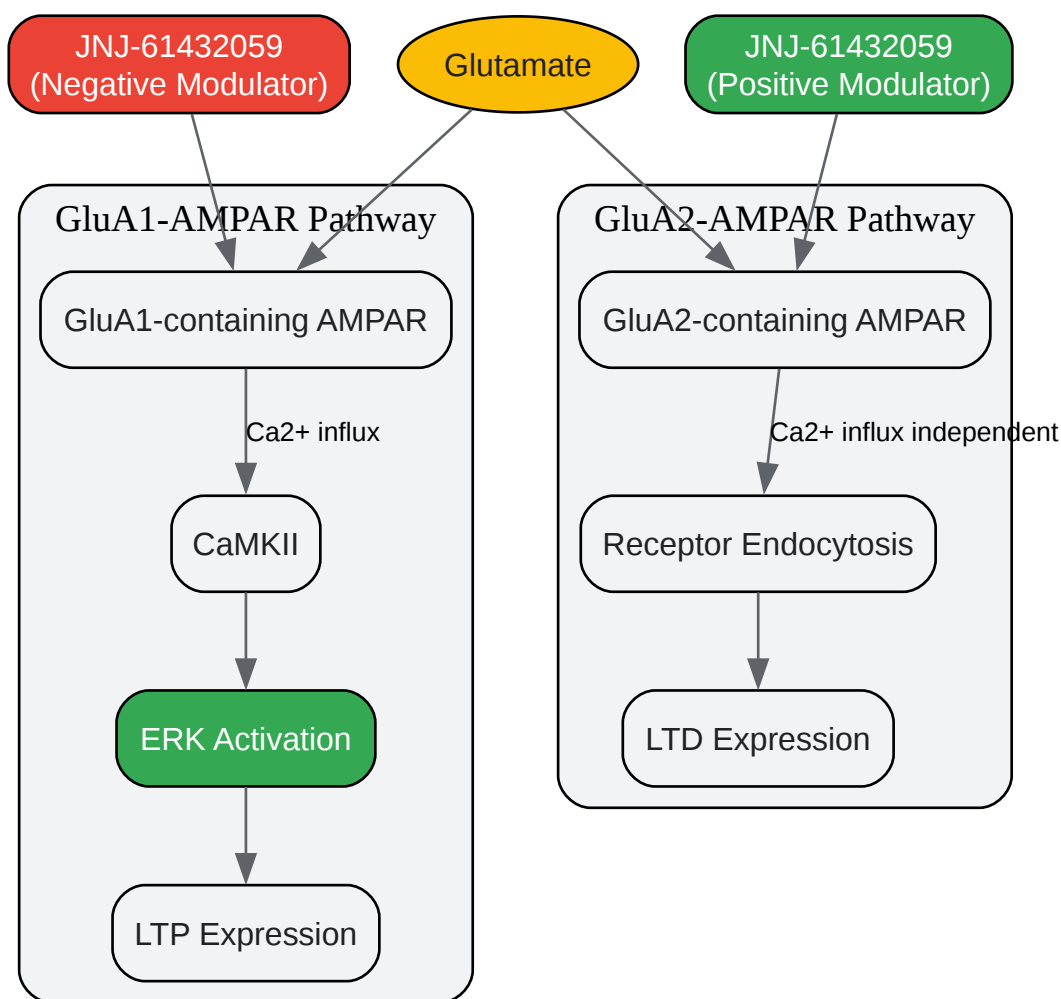 JNJ-61432059
(Negative Modulator)
Glutamate
JNJ-61432059
(Positive Modulator)
GluA1-AMPAR Pathway
GluA1-containing AMPAR
Ca2+ influx
CaMKII
ERK Activation
LTP Expression
GluA2-AMPAR Pathway
GluA2-containing AMPAR
Ca2+ influx independent
Receptor Endocytosis
LTD Expression